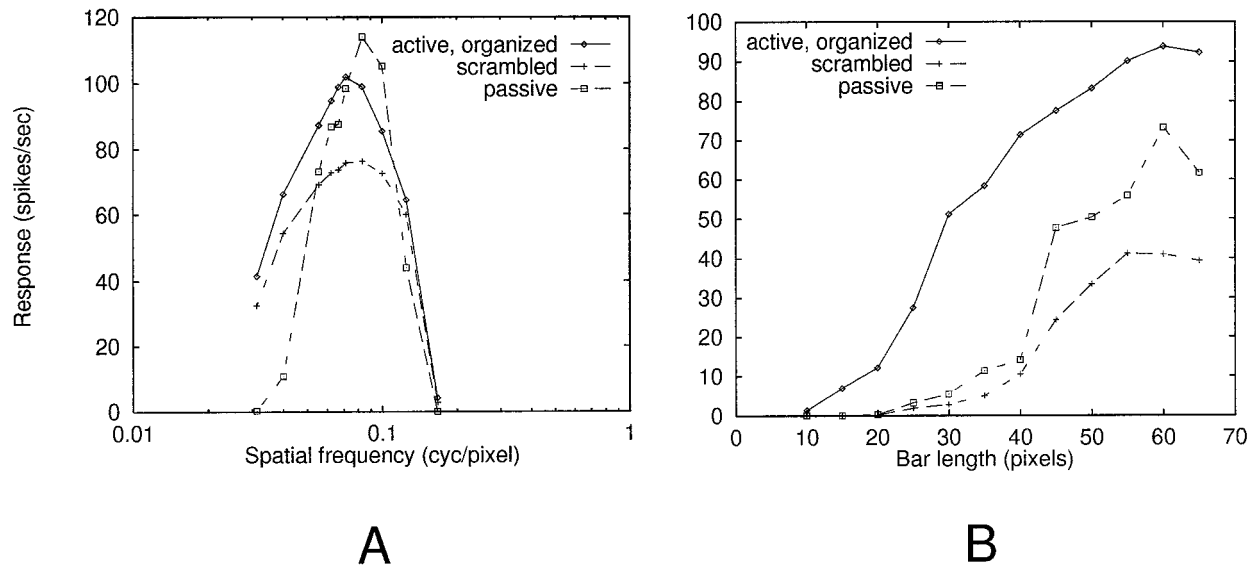 120
100
80
60
40
20
0
Response (spikes/sec)
active, organized
scrambled
passive
0.01
0.1
1
Spatial frequency (cyc/pixel)
A
100
90
80
70
60
50
40
30
20
10
0
active, organized
scrambled
passive
0
10
20
30
40
50
60
70
Bar length (pixels)
B